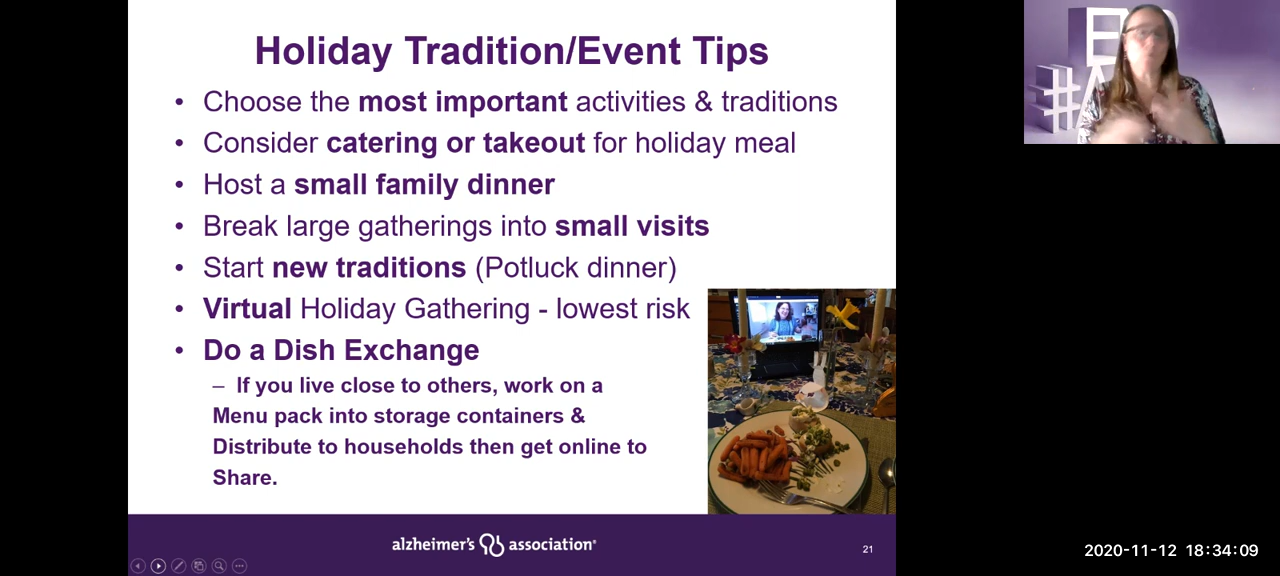 Holiday Tradition/Event Tips
• Choose the most important activities & traditions
• Consider catering or takeout for holiday meal
• Host a small family dinner
• Break large gatherings into small visits
• Start new traditions (Potluck dinner)
• Virtual Holiday Gathering - lowest risk
• Do a Dish Exchange
– If you live close to others, work on a
Menu pack into storage containers &
Distribute to households then get online to
Share.
alzheimer's association®
21
2020-11-12 18:34:09